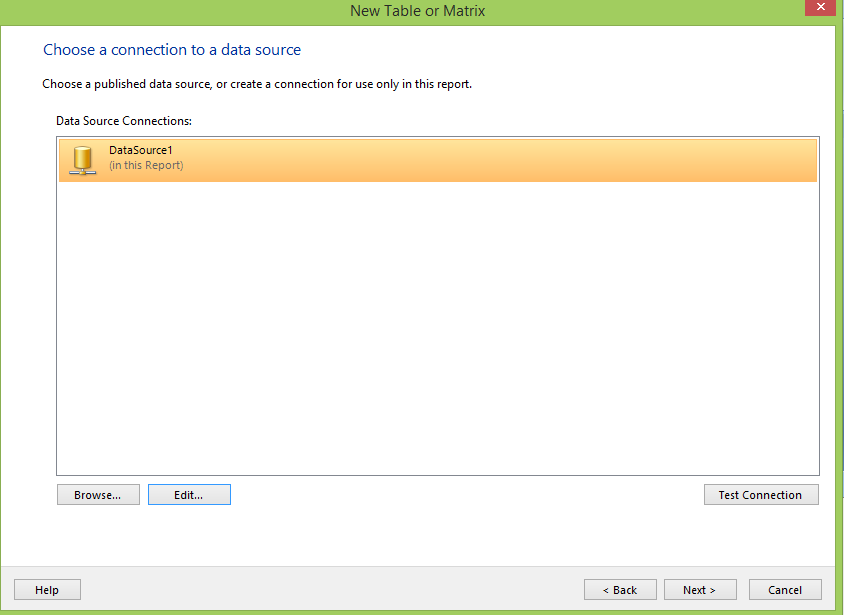 New Table or Matrix
Choose a connection to a data source
Choose a published data source, or create a connection for use only in this report.
Data Source Connections:
DataSource1
(in this Report)
Browse...
Edit...
Test Connection
Help
< Back
Next >
Cancel